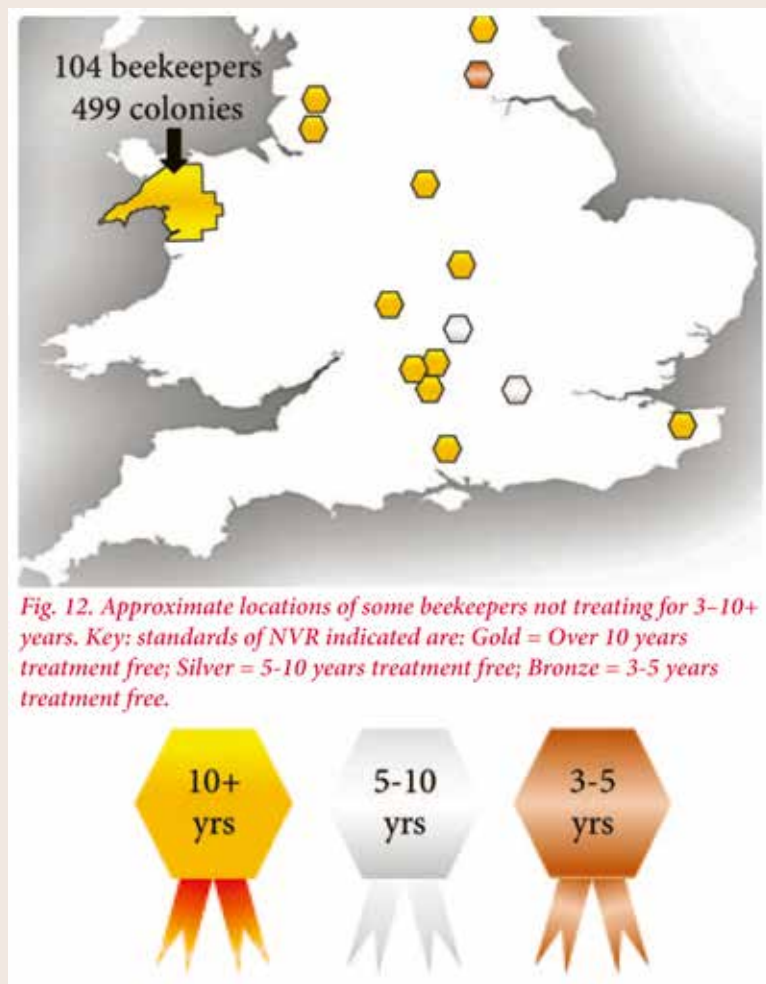 104 beekeepers
499 colonies
Fig. 12. Approximate locations of some beekeepers not treating for 3–10+
years. Key: standards of NVR indicated are: Gold = Over 10 years
treatment free; Silver = 5-10 years treatment free; Bronze = 3-5 years
treatment free.
10+
yrs
5-10
yrs
3-5
yrs